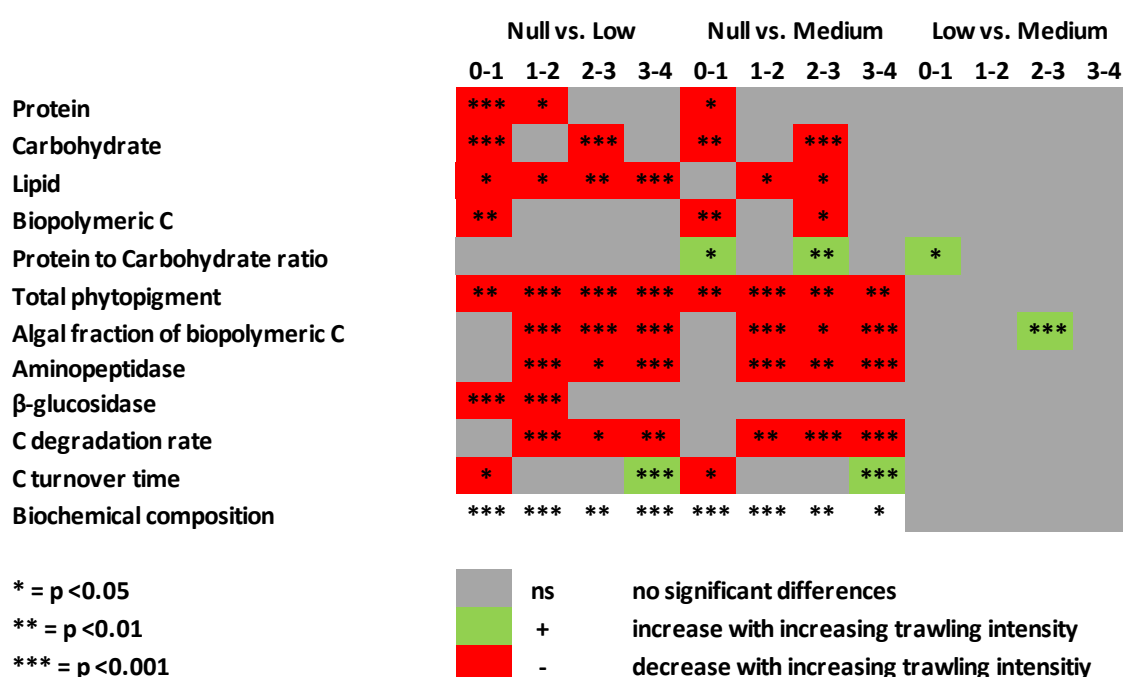 Null vs. Low Null vs. Medium Low vs. Medium
0-1 1-2 2-3 3-4 0-1 1-2 2-3 3-4 0-1 1-2 2-3 3-4
Protein *** * *
Carbohydrate *** *** ** ***
Lipid * * ** *** * *
Biopolymeric C ** ** *
Protein to Carbohydrate ratio * ** *
Total phytopigment ** *** *** *** ** *** ** **
Algal fraction of biopolymeric C *** *** *** *** * *** ***
Aminopeptidase *** * *** *** ** ***
β-glucosidase *** ***
C degradation rate *** * ** ** *** ***
C turnover time * *** * ***
Biochemical composition *** *** ** *** *** *** ** *
* = p <0.05 ns no significant differences
** = p <0.01 + increase with increasing trawling intensity
*** = p <0.001 - decrease with increasing trawling intensitiy